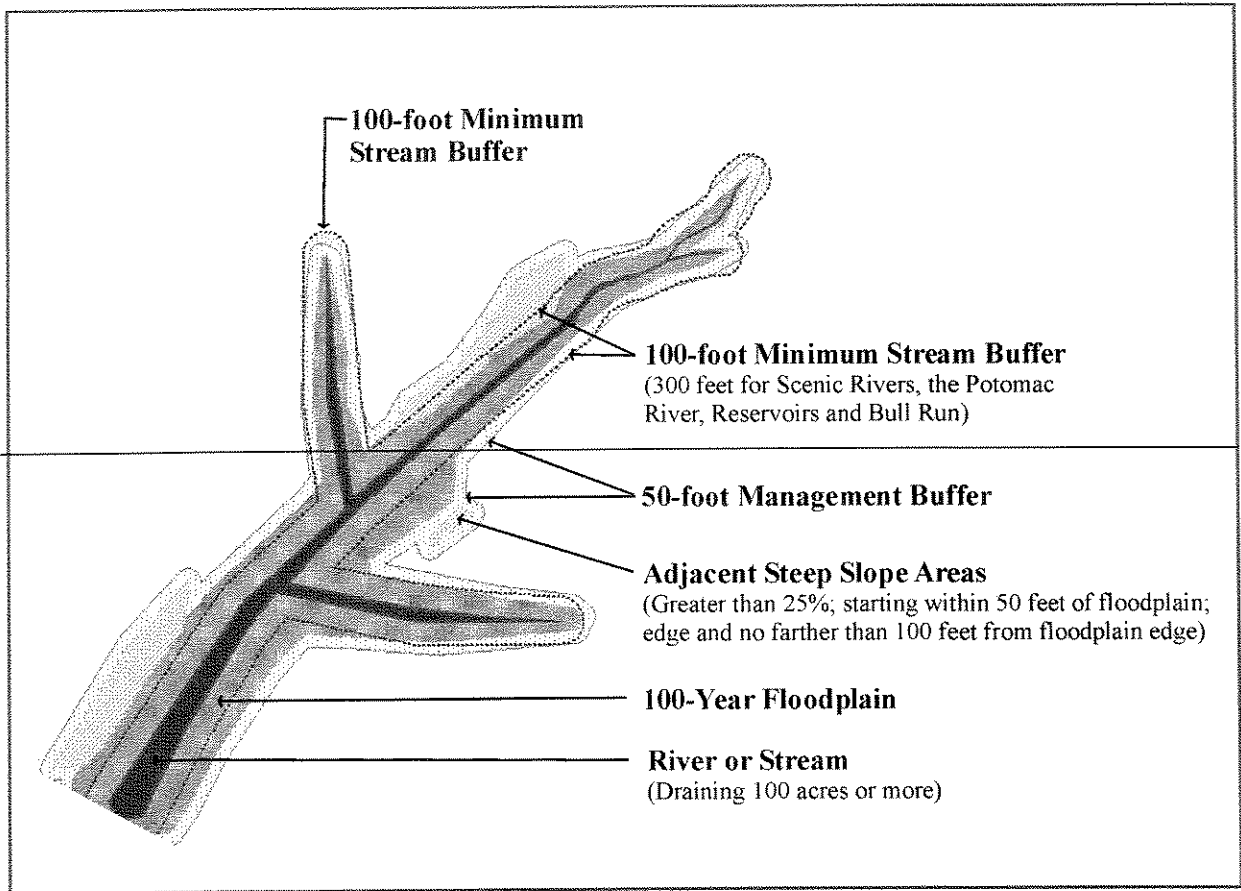 100-foot Minimum
Stream Buffer
100-foot Minimum Stream Buffer
(300 feet for Scenic Rivers, the Potomac
River, Reservoirs and Bull Run)
50-foot Management Buffer
Adjacent Steep Slope Areas
(Greater than 25%; starting within 50 feet of floodplain;
edge and no farther than 100 feet from floodplain edge)
100-Year Floodplain
River or Stream
(Draining 100 acres or more)